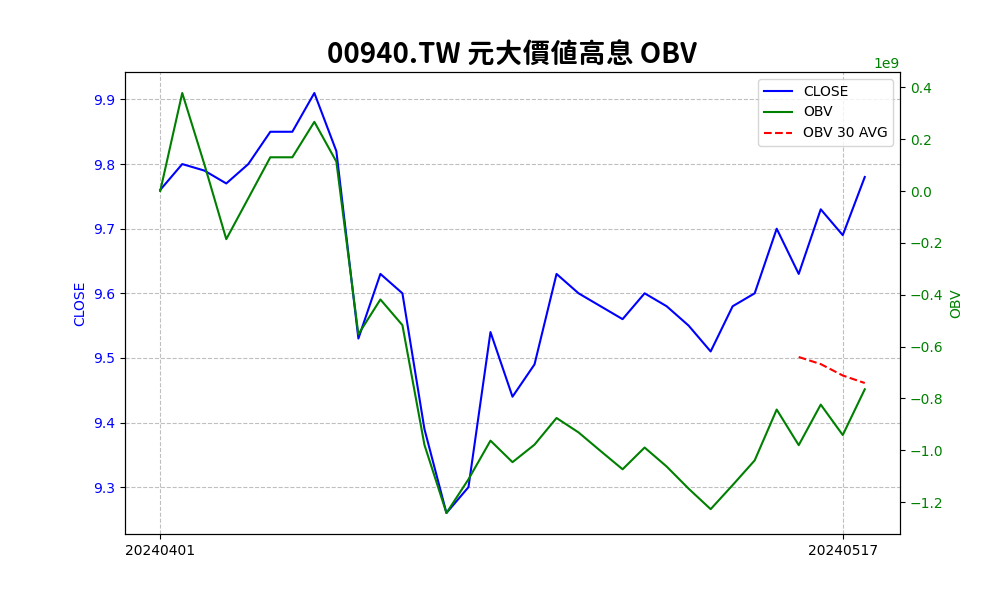 00940.TW 元大價值高息 OBV
1e9
CLOSE
OBV
OBV 30 AVG
9.9
9.8
9.7
9.6
9.5
9.4
9.3
CLOSE
0.4
0.2
0.0
−0.2
−0.4
−0.6
−0.8
−1.0
−1.2
OBV
20240401
20240517